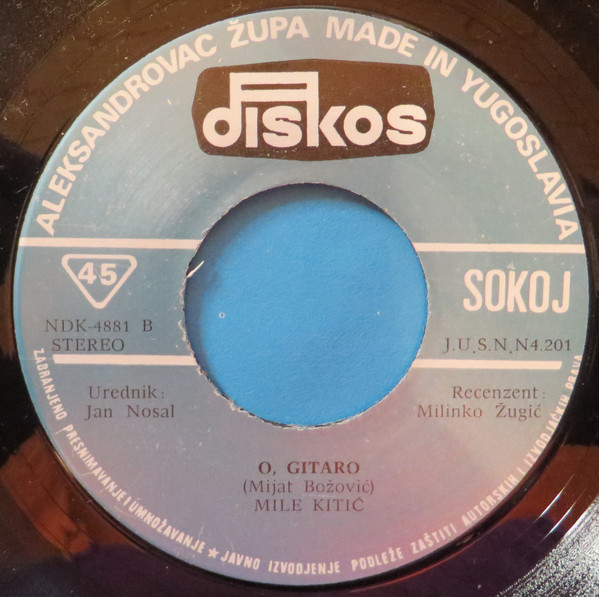 ALEKSANDROVAC ŽUPA MADE IN YUGOSLAVIA
diskos
45
SOKOJ
NDK-4881 B
STEREO
J.U.S.N.N4.201
Urednik:
Jan Nosal
Recenzent:
Milinko Žugić
O, GITARO
(Mijat Božović)
MILE KITIĆ
ZABRANJENO PRESNIMAVANJE I UMNOŽAVANJE ★ JAVNO IZVODJENJE PODLEŽE ZAŠTITI AUTORSKIH I IZVODJAČKIH PRAVA